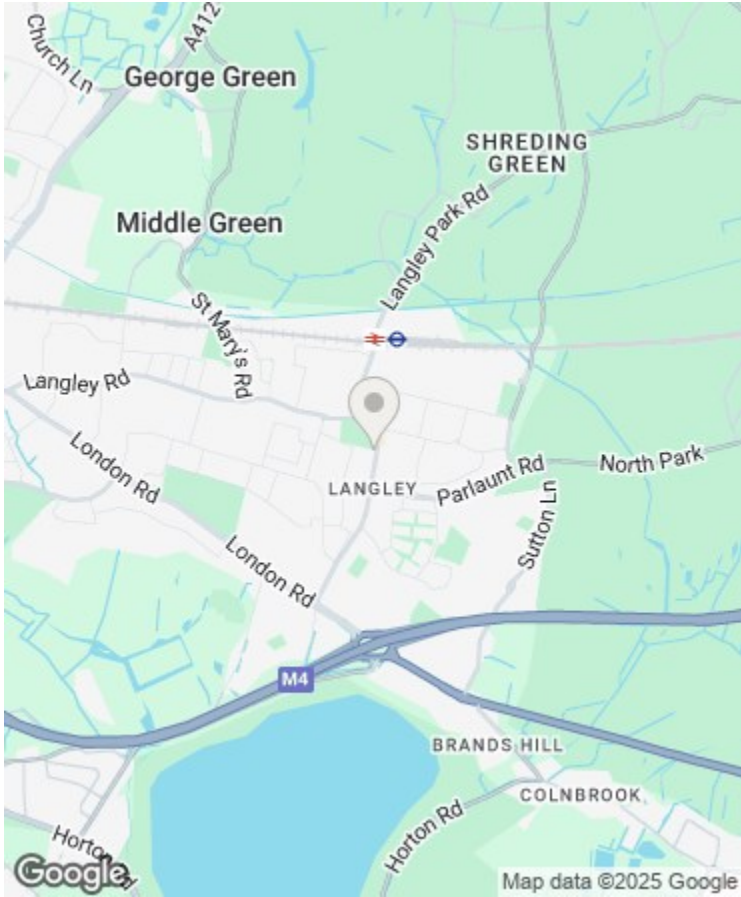 Church Ln
A412
George Green
SHREDING
GREEN
Middle Green
Langley Park Rd
St Mary's Rd
Langley Rd
London Rd
LANGLEY
Parlaunt Rd
North Park
Sutton Ln
London Rd
M4
BRANDS HILL
COLNBROOK
Horton Rd
Horton Rd
Google
Map data ©2025 Google